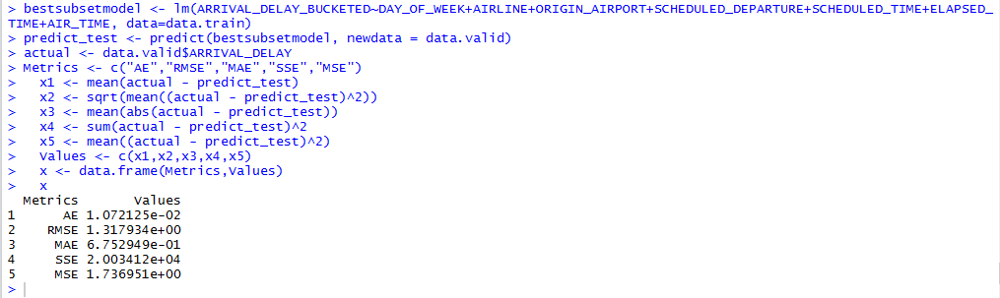 > bestsubsetmodel <- lm(ARRIVAL_DELAY_BUCKETED~DAY_OF_WEEK+AIRLINE+ORIGIN_AIRPORT+SCHEDULED_DEPARTURE+SCHEDULED_TIME+ELAPSED_
TIME+AIR_TIME, data=data.train)
> predict_test <- predict(bestsubsetmodel, newdata = data.valid)
> actual <- data.valid$ARRIVAL_DELAY
> Metrics <- c("AE","RMSE","MAE","SSE","MSE")
>   x1 <- mean(actual - predict_test)
>   x2 <- sqrt(mean((actual - predict_test)^2))
>   x3 <- mean(abs(actual - predict_test))
>   x4 <- sum(actual - predict_test)^2
>   x5 <- mean((actual - predict_test)^2)
>   Values <- c(x1,x2,x3,x4,x5)
>   x <- data.frame(Metrics,Values)
>   x
  Metrics       Values
1      AE 1.072125e-02
2    RMSE 1.317934e+00
3     MAE 6.752949e-01
4     SSE 2.003412e+04
5     MSE 1.736951e+00
>